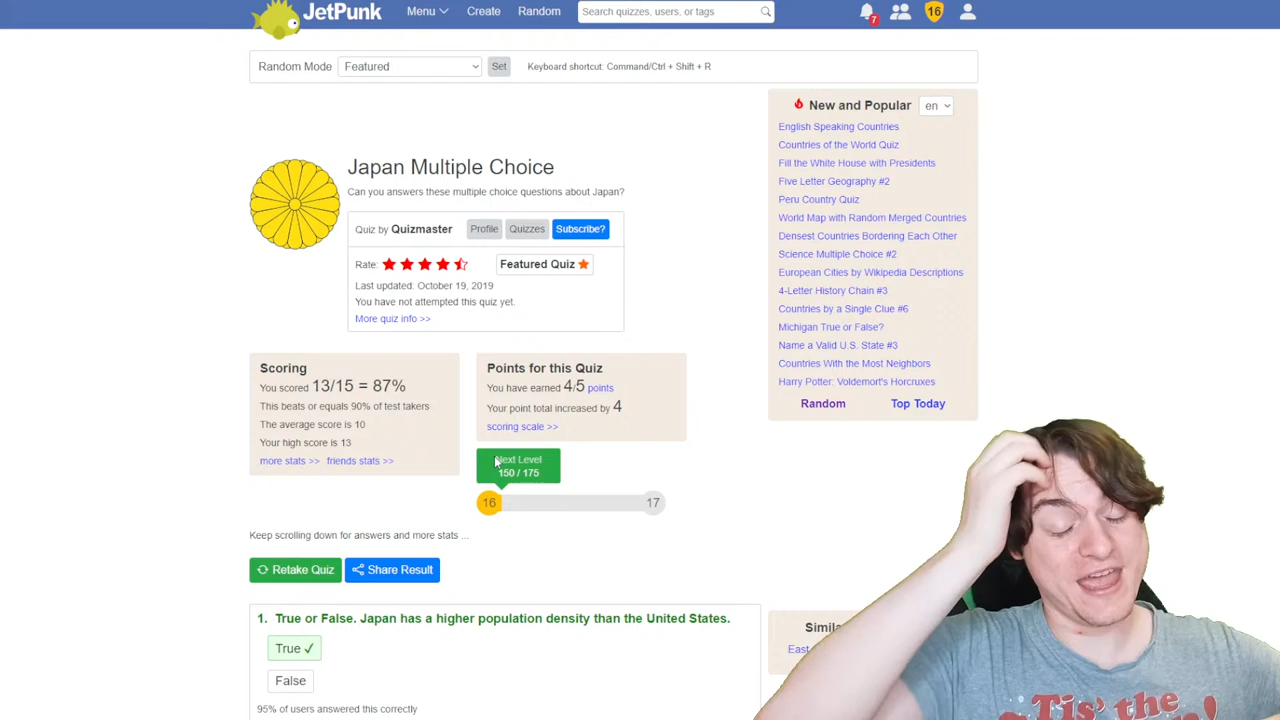 JetPunk
Menu
Create
Random
Search quizzes, users, or tags
7
16
Random Mode
Featured
Set
Keyboard shortcut: Command/Ctrl + Shift + R
Japan Multiple Choice
Can you answers these multiple choice questions about Japan?
Quiz by Quizmaster
Profile
Quizzes
Subscribe?
Rate:
Featured Quiz
Last updated: October 19, 2019
You have not attempted this quiz yet.
More quiz info >>
New and Popular
en
English Speaking Countries
Countries of the World Quiz
Fill the White House with Presidents
Five Letter Geography #2
Peru Country Quiz
World Map with Random Merged Countries
Densest Countries Bordering Each Other
Science Multiple Choice #2
European Cities by Wikipedia Descriptions
4-Letter History Chain #3
Countries by a Single Clue #6
Michigan True or False?
Name a Valid U.S. State #3
Countries With the Most Neighbors
Harry Potter: Voldemort's Horcruxes
Random
Top Today
Scoring
You scored 13/15 = 87%
This beats or equals 90% of test takers
The average score is 10
Your high score is 13
more stats >>
friends stats >>
Points for this Quiz
You have earned 4/5 points
Your point total increased by 4
scoring scale >>
Next Level
150 / 175
16
17
Keep scrolling down for answers and more stats ...
Retake Quiz
Share Result
1. True or False. Japan has a higher population density than the United States.
True ✓
False
95% of users answered this correctly
East
'Tis' the